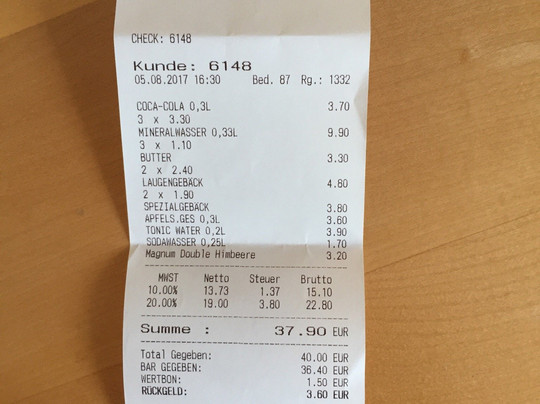 CHECK: 6148
Kunde: 6148
05.08.2017 16:30 Bed. 87 Rg.: 1332
COCA-COLA 0,3L 3.70
3 x 3.30
MINERALWASSER 0,33L 9.90
3 x 1.10
BUTTER 3.30
2 x 2.40
LAUGENGEBÄCK 4.80
2 x 1.90
SPEZIALGEBÄCK 3.80
APFELS.GES 0,3L 3.60
TONIC WATER 0,2L 3.90
SODAWASSER 0,25L 1.70
Magnum Double Himbeere 3.20
MWST Netto Steuer Brutto
10.00% 13.73 1.37 15.10
20.00% 19.00 3.80 22.80
Summe : 37.90 EUR
Total Gegeben: 40.00 EUR
BAR GEGEBEN: 36.40 EUR
WERTBON: 1.50 EUR
RÜCKGELD: 3.60 EUR